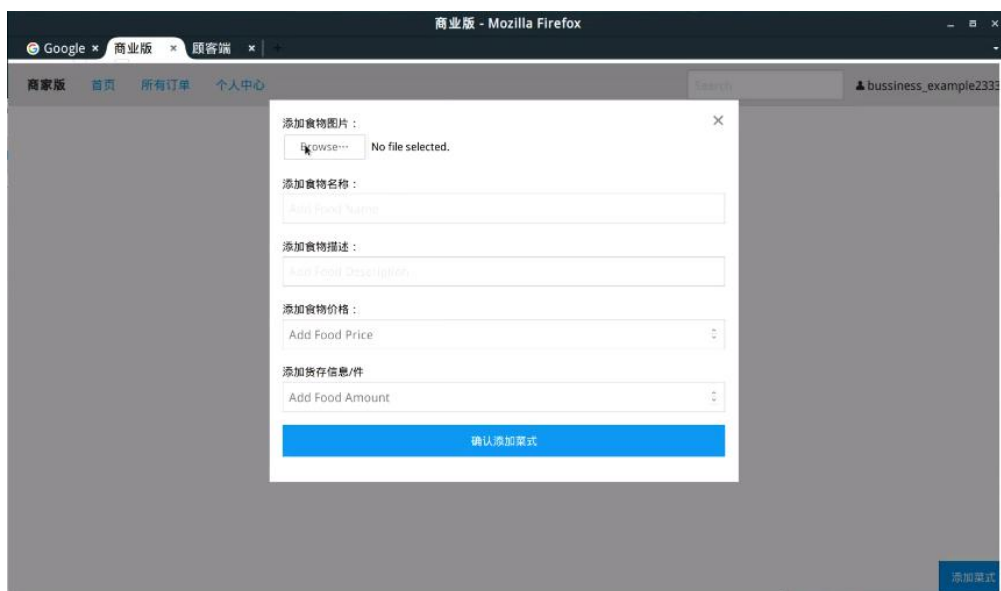 商业版 - Mozilla Firefox
Google
商业版
顾客端
商家版 首页 所有订单 个人中心 Search bussiness_example2333
添加食物图片：
Browse… No file selected.
添加食物名称：
Add Food Name
添加食物描述：
Add Food Description
添加食物价格：
Add Food Price
添加货存信息/件
Add Food Amount
确认添加菜式
添加菜式